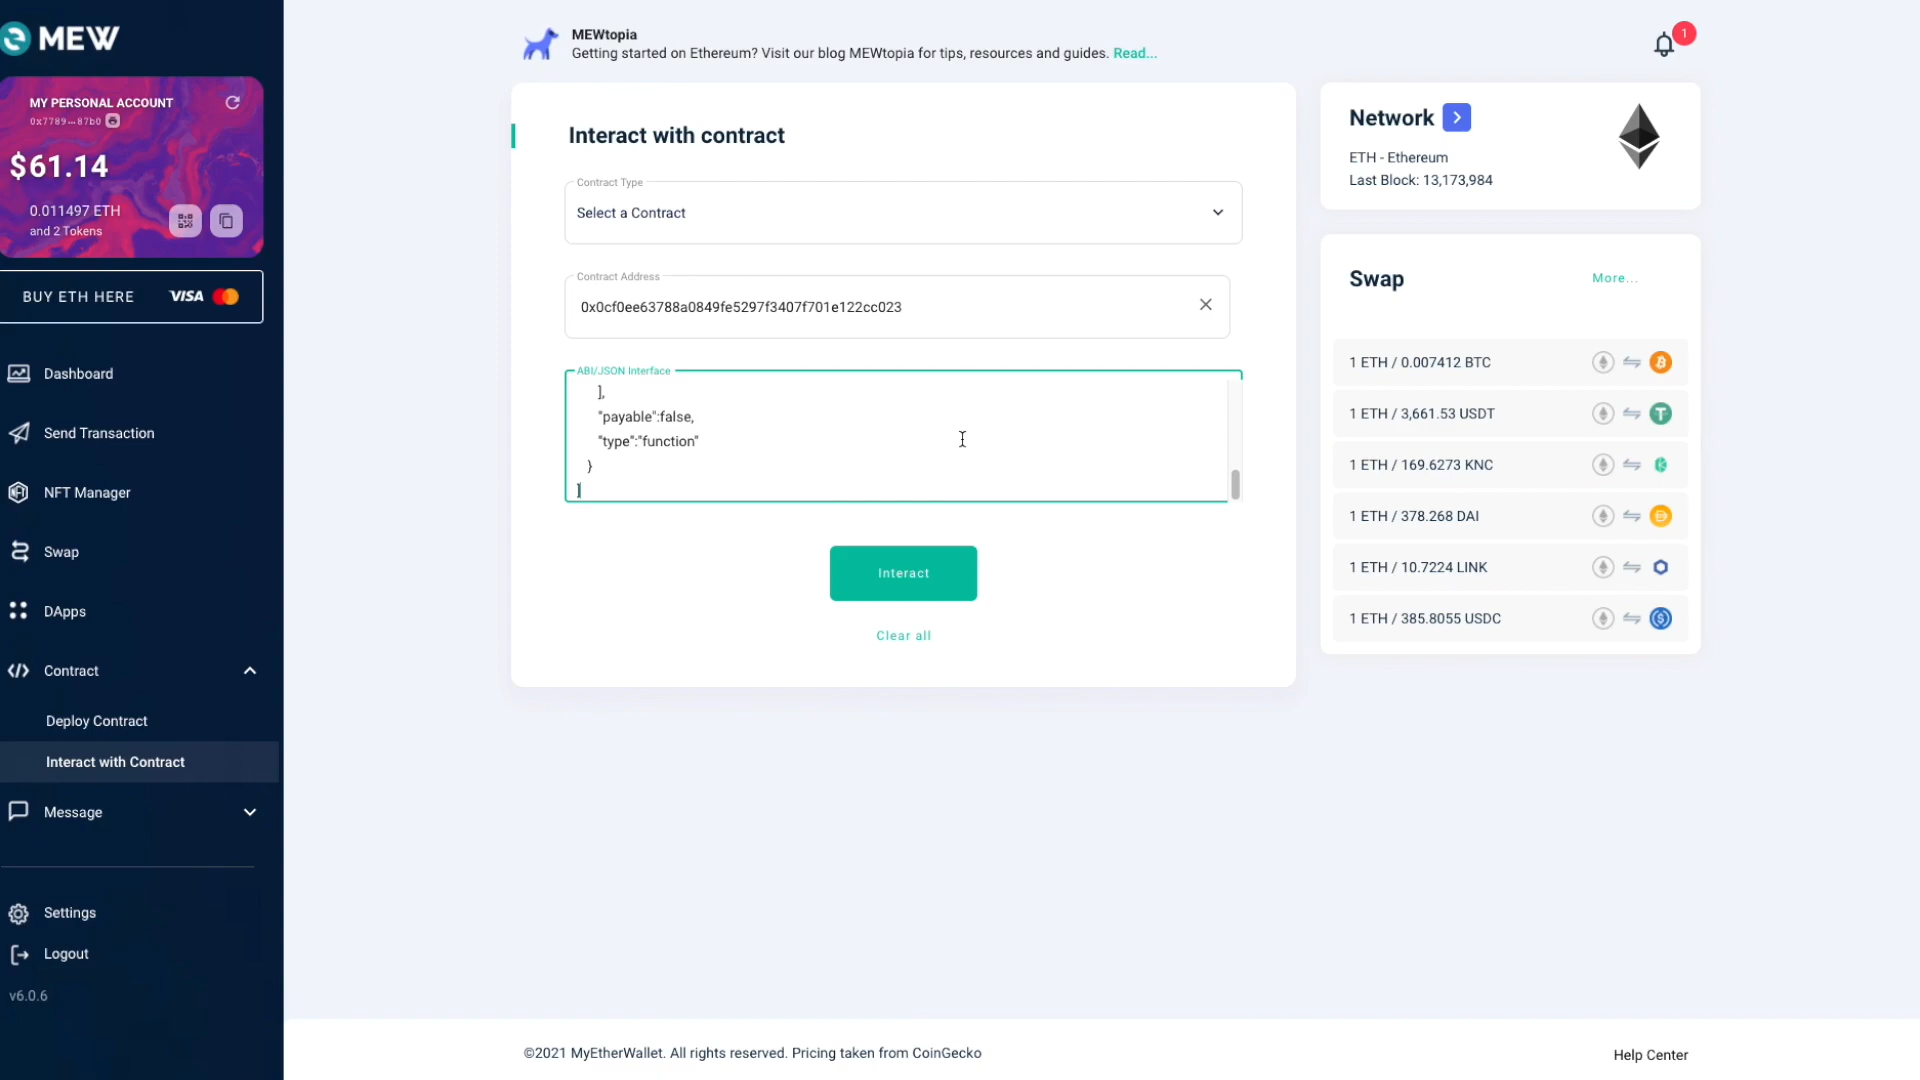 MEW
MY PERSONAL ACCOUNT
0x7789...87b0
$61.14
0.011497 ETH
and 2 Tokens
BUY ETH HERE VISA
Dashboard
Send Transaction
NFT Manager
Swap
DApps
Contract
Deploy Contract
Interact with Contract
Message
Settings
Logout
v6.0.6
MEWtopia
Getting started on Ethereum? Visit our blog MEWtopia for tips, resources and guides. Read...
1
Interact with contract
Contract Type
Select a Contract
Contract Address
0x0cf0ee63788a0849fe5297f3407f701e122cc023
ABI/JSON Interface
],
"payable":false,
"type":"function"
}
]
Interact
Clear all
Network
ETH - Ethereum
Last Block: 13,173,984
Swap More...
1 ETH / 0.007412 BTC
1 ETH / 3,661.53 USDT
1 ETH / 169.6273 KNC
1 ETH / 378.268 DAI
1 ETH / 10.7224 LINK
1 ETH / 385.8055 USDC
©2021 MyEtherWallet. All rights reserved. Pricing taken from CoinGecko
Help Center